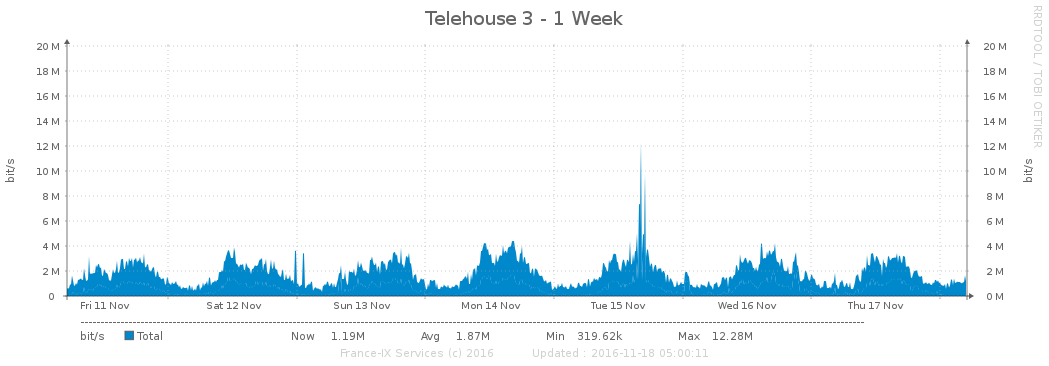 Telehouse 3 - 1 Week
RRDTOOL / TOBI OETIKER
20 M 20 M
18 M 18 M
16 M 16 M
14 M 14 M
12 M 12 M
10 M 10 M
8 M 8 M
6 M 6 M
4 M 4 M
2 M 2 M
0 0 M
bit/s
bit/s
Fri 11 Nov Sat 12 Nov Sun 13 Nov Mon 14 Nov Tue 15 Nov Wed 16 Nov Thu 17 Nov
bit/s Total Now 1.19M Avg 1.87M Min 319.62k Max 12.28M
France-IX Services (c) 2016 Updated : 2016-11-18 05:00:11